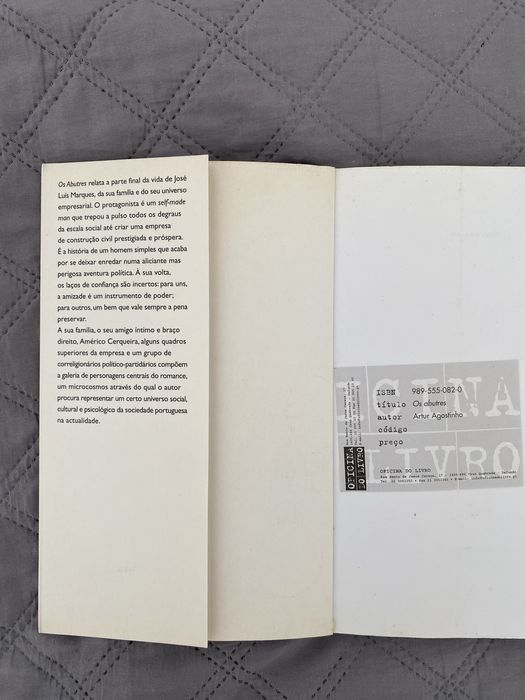 Os Abutres relata a parte final da vida de José
Luís Marques, da sua família e do seu universo
empresarial. O protagonista é um self-made
man que trepou a pulso todos os degraus
da escala social até criar uma empresa
de construção civil prestigiada e próspera.
É a história de um homem simples que acaba
por se deixar enredar numa aliciante mas
perigosa aventura política. À sua volta,
os laços de confiança são incertos: para uns,
a amizade é um instrumento de poder;
para outros, um bem que vale sempre a pena
preservar.
A sua família, o seu amigo íntimo e braço
direito, Américo Cerqueira, alguns quadros
superiores da empresa e um grupo de
correligionários político-partidários compõem
a galeria de personagens centrais do romance,
um microcosmos através do qual o autor
procura representar um certo universo social,
cultural e psicológico da sociedade portuguesa
na actualidade.
ISBN 989-555-082-0
título Os abutres
autor Artur Agostinho
código
preço
OFICINA
DO LIVRO
CINA
LIVRO
OFICINA DO LIVRO